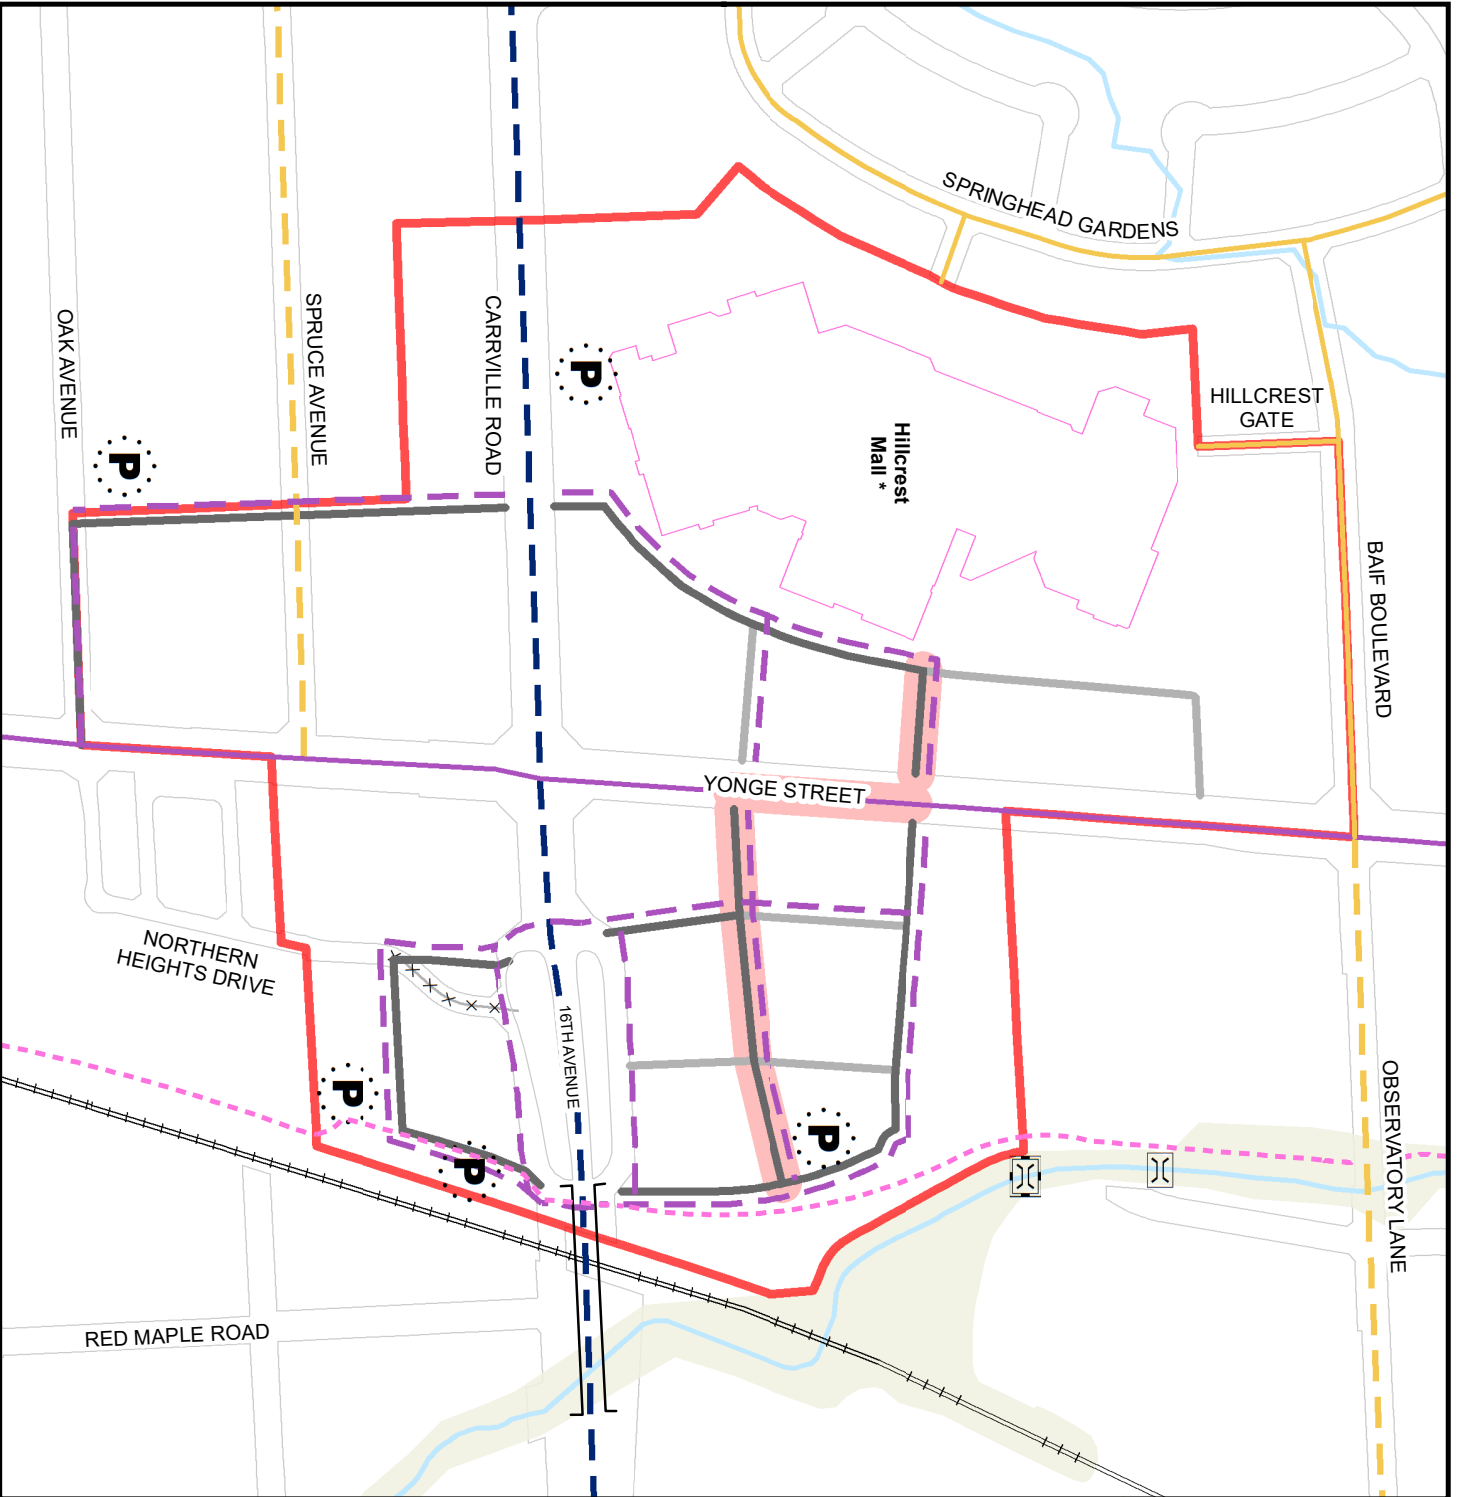 SPRINGHEAD GARDENS
OAK AVENUE
SPRUCE AVENUE
CARRVILLE ROAD
P
HILLCREST
GATE
Hillcrest
Mall *
P
BAIF BOULEVARD
YONGE STREET
NORTHERN
HEIGHTS DRIVE
16TH AVENUE
P
P
P
OBSERVATORY LANE
RED MAPLE ROAD